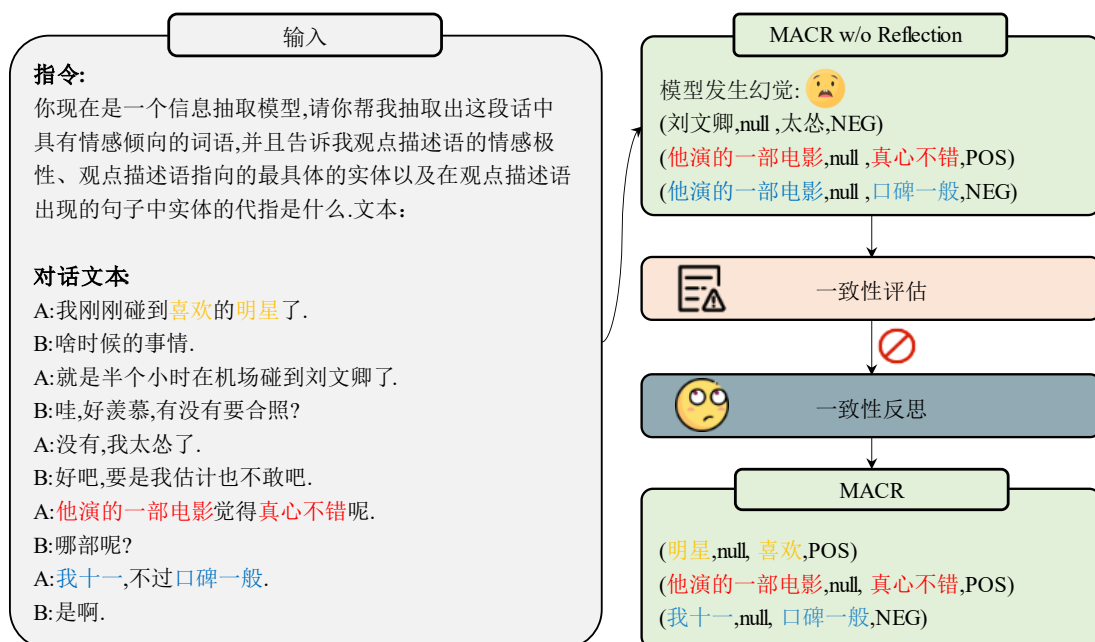 输入
指令:
你现在是一个信息抽取模型,请你帮我抽取出这段话中
具有情感倾向的词语,并且告诉我观点描述语的情感极
性、观点描述语指向的最具体的实体以及在观点描述语
出现的句子中实体的代指是什么.文本：
对话文本:
A:我刚刚碰到喜欢的明星了.
B:啥时候的事情.
A:就是半个小时在机场碰到刘文卿了.
B:哇,好羡慕,有没有要合照?
A:没有,我太怂了.
B:好吧,要是我估计也不敢吧.
A:他演的一部电影觉得真心不错呢.
B:哪部呢?
A:我十一,不过口碑一般.
B:是啊.
MACR w/o Reflection
模型发生幻觉:
(刘文卿,null ,太怂,NEG)
(他演的一部电影,null ,真心不错,POS)
(他演的一部电影,null ,口碑一般,NEG)
一致性评估
一致性反思
MACR
(明星,null, 喜欢,POS)
(他演的一部电影,null, 真心不错,POS)
(我十一,null, 口碑一般,NEG)